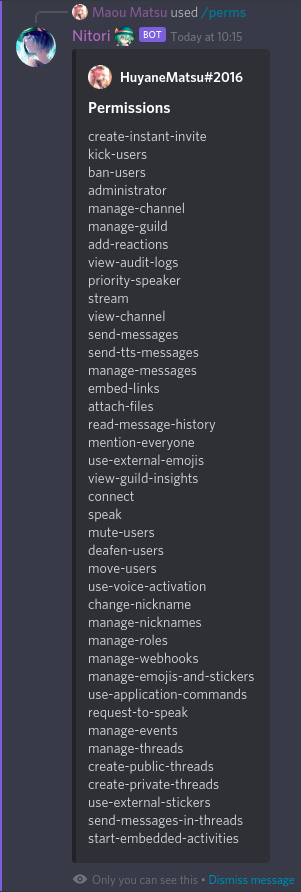 Maou Matsu used /perms
Nitori BOT Today at 10:15
HuyaneMatsu#2016
Permissions
create-instant-invite
kick-users
ban-users
administrator
manage-channel
manage-guild
add-reactions
view-audit-logs
priority-speaker
stream
view-channel
send-messages
send-tts-messages
manage-messages
embed-links
attach-files
read-message-history
mention-everyone
use-external-emojis
view-guild-insights
connect
speak
mute-users
deafen-users
move-users
use-voice-activation
change-nickname
manage-nicknames
manage-roles
manage-webhooks
manage-emojis-and-stickers
use-application-commands
request-to-speak
manage-events
manage-threads
create-public-threads
create-private-threads
use-external-stickers
send-messages-in-threads
start-embedded-activities
Only you can see this • Dismiss message